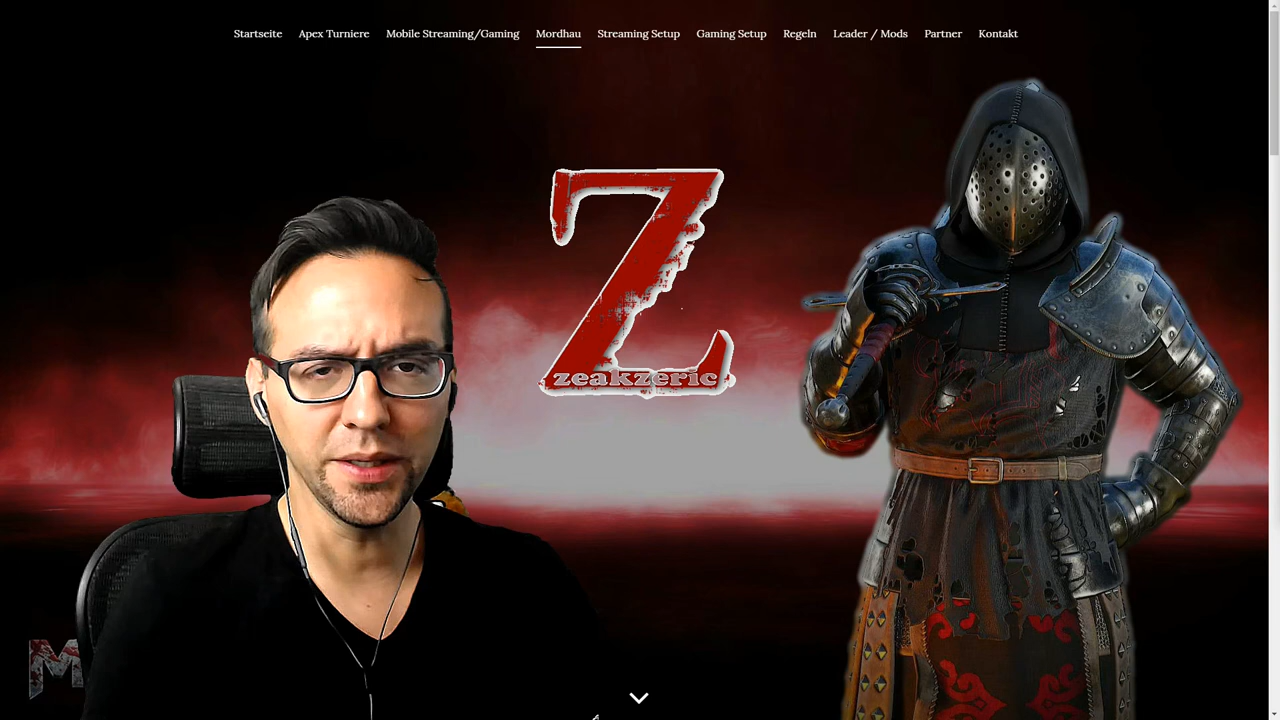 Startseite Apex Turniere Mobile Streaming/Gaming Mordhau Streaming Setup Gaming Setup Regeln Leader / Mods Partner Kontakt
Z
zeakzeric
M